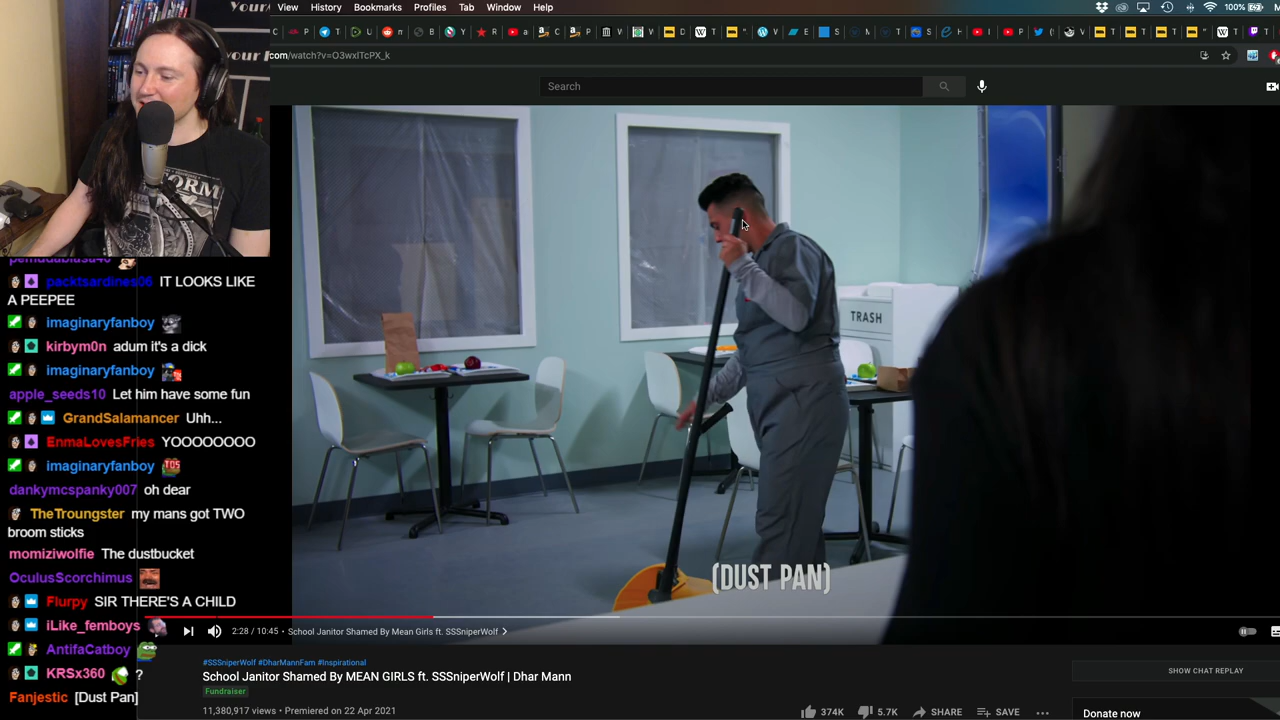 View History Bookmarks Profiles Tab Window Help
100%
com/watch?v=O3wxITcPX_k
Search
packtsardines06 IT LOOKS LIKE
A PEEPEE
imaginaryfanboy
kirbym0n adum it's a dick
imaginaryfanboy
apple_seeds10 Let him have some fun
GrandSalamancer Uhh...
EnmaLovesFries YOOOOOOOO
imaginaryfanboy
dankymcspanky007 oh dear
TheTroungster my mans got TWO
broom sticks
momiziwolfie The dustbucket
OculusScorchimus
Flurpy SIR THERE'S A CHILD
iLike_femboys
AntifaCatboy
KRSx360 ?
Fanjestic [Dust Pan]
TRASH
(DUST PAN)
2:28 / 10:45 • School Janitor Shamed By Mean Girls ft. SSSniperWolf
#SSSniperWolf #DharMannFam #Inspirational
School Janitor Shamed By MEAN GIRLS ft. SSSniperWolf | Dhar Mann
Fundraiser
11,380,917 views • Premiered on 22 Apr 2021
374K 5.7K SHARE SAVE
SHOW CHAT REPLAY
Donate now